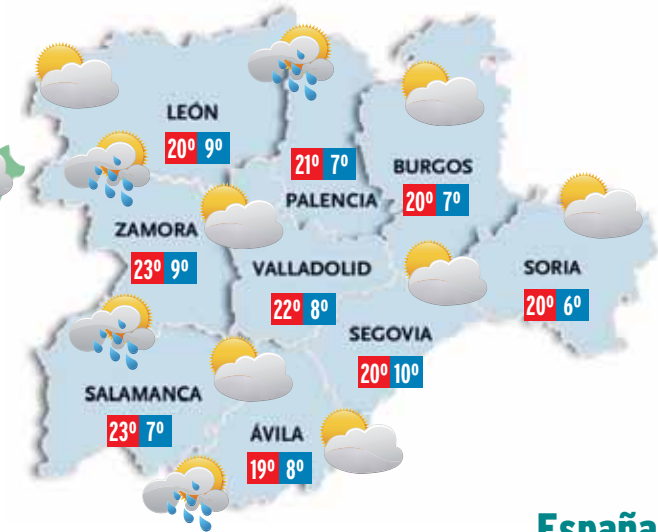 LEÓN
20º 9º
21º 7º
PALENCIA
BURGOS
20º 7º
ZAMORA
23º 9º
VALLADOLID
22º 8º
SORIA
20º 6º
SEGOVIA
20º 10º
SALAMANCA
23º 7º
ÁVILA
19º 8º
España